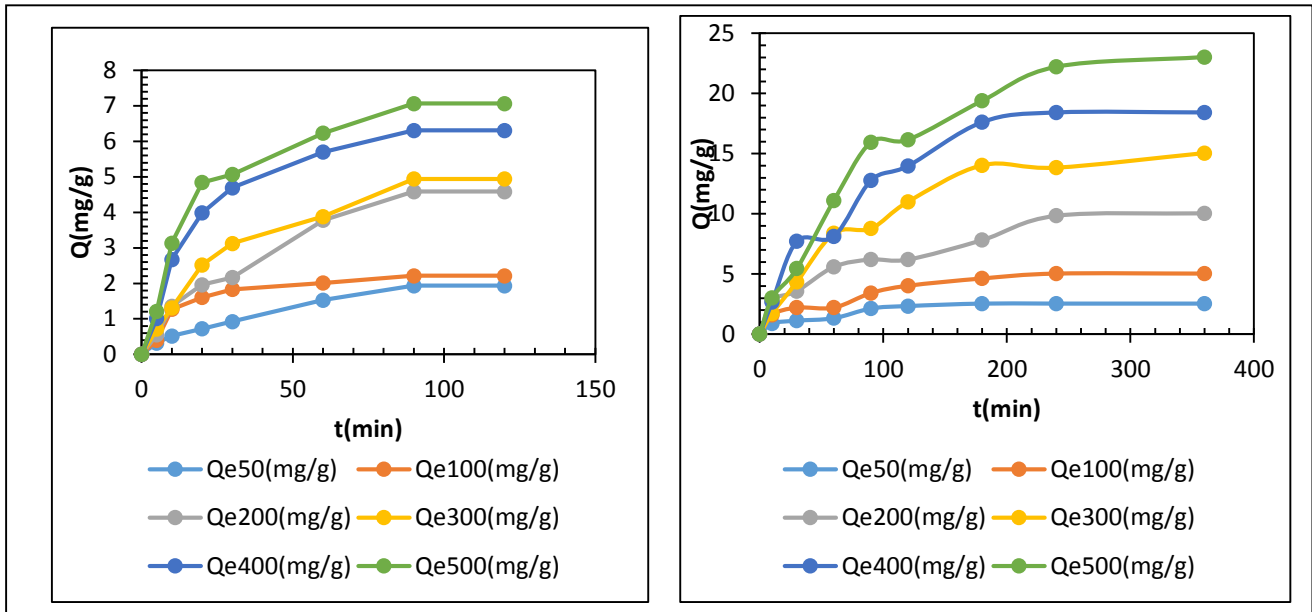 8
7
6
5
4
3
2
1
0
Q(mg/g)
0 50 100 150
t(min)
Qe50(mg/g) Qe100(mg/g)
Qe200(mg/g) Qe300(mg/g)
Qe400(mg/g) Qe500(mg/g)
25
20
15
10
5
0
Q(mg/g)
0 100 200 300 400
t(min)
Qe50(mg/g) Qe100(mg/g)
Qe200(mg/g) Qe300(mg/g)
Qe400(mg/g) Qe500(mg/g)